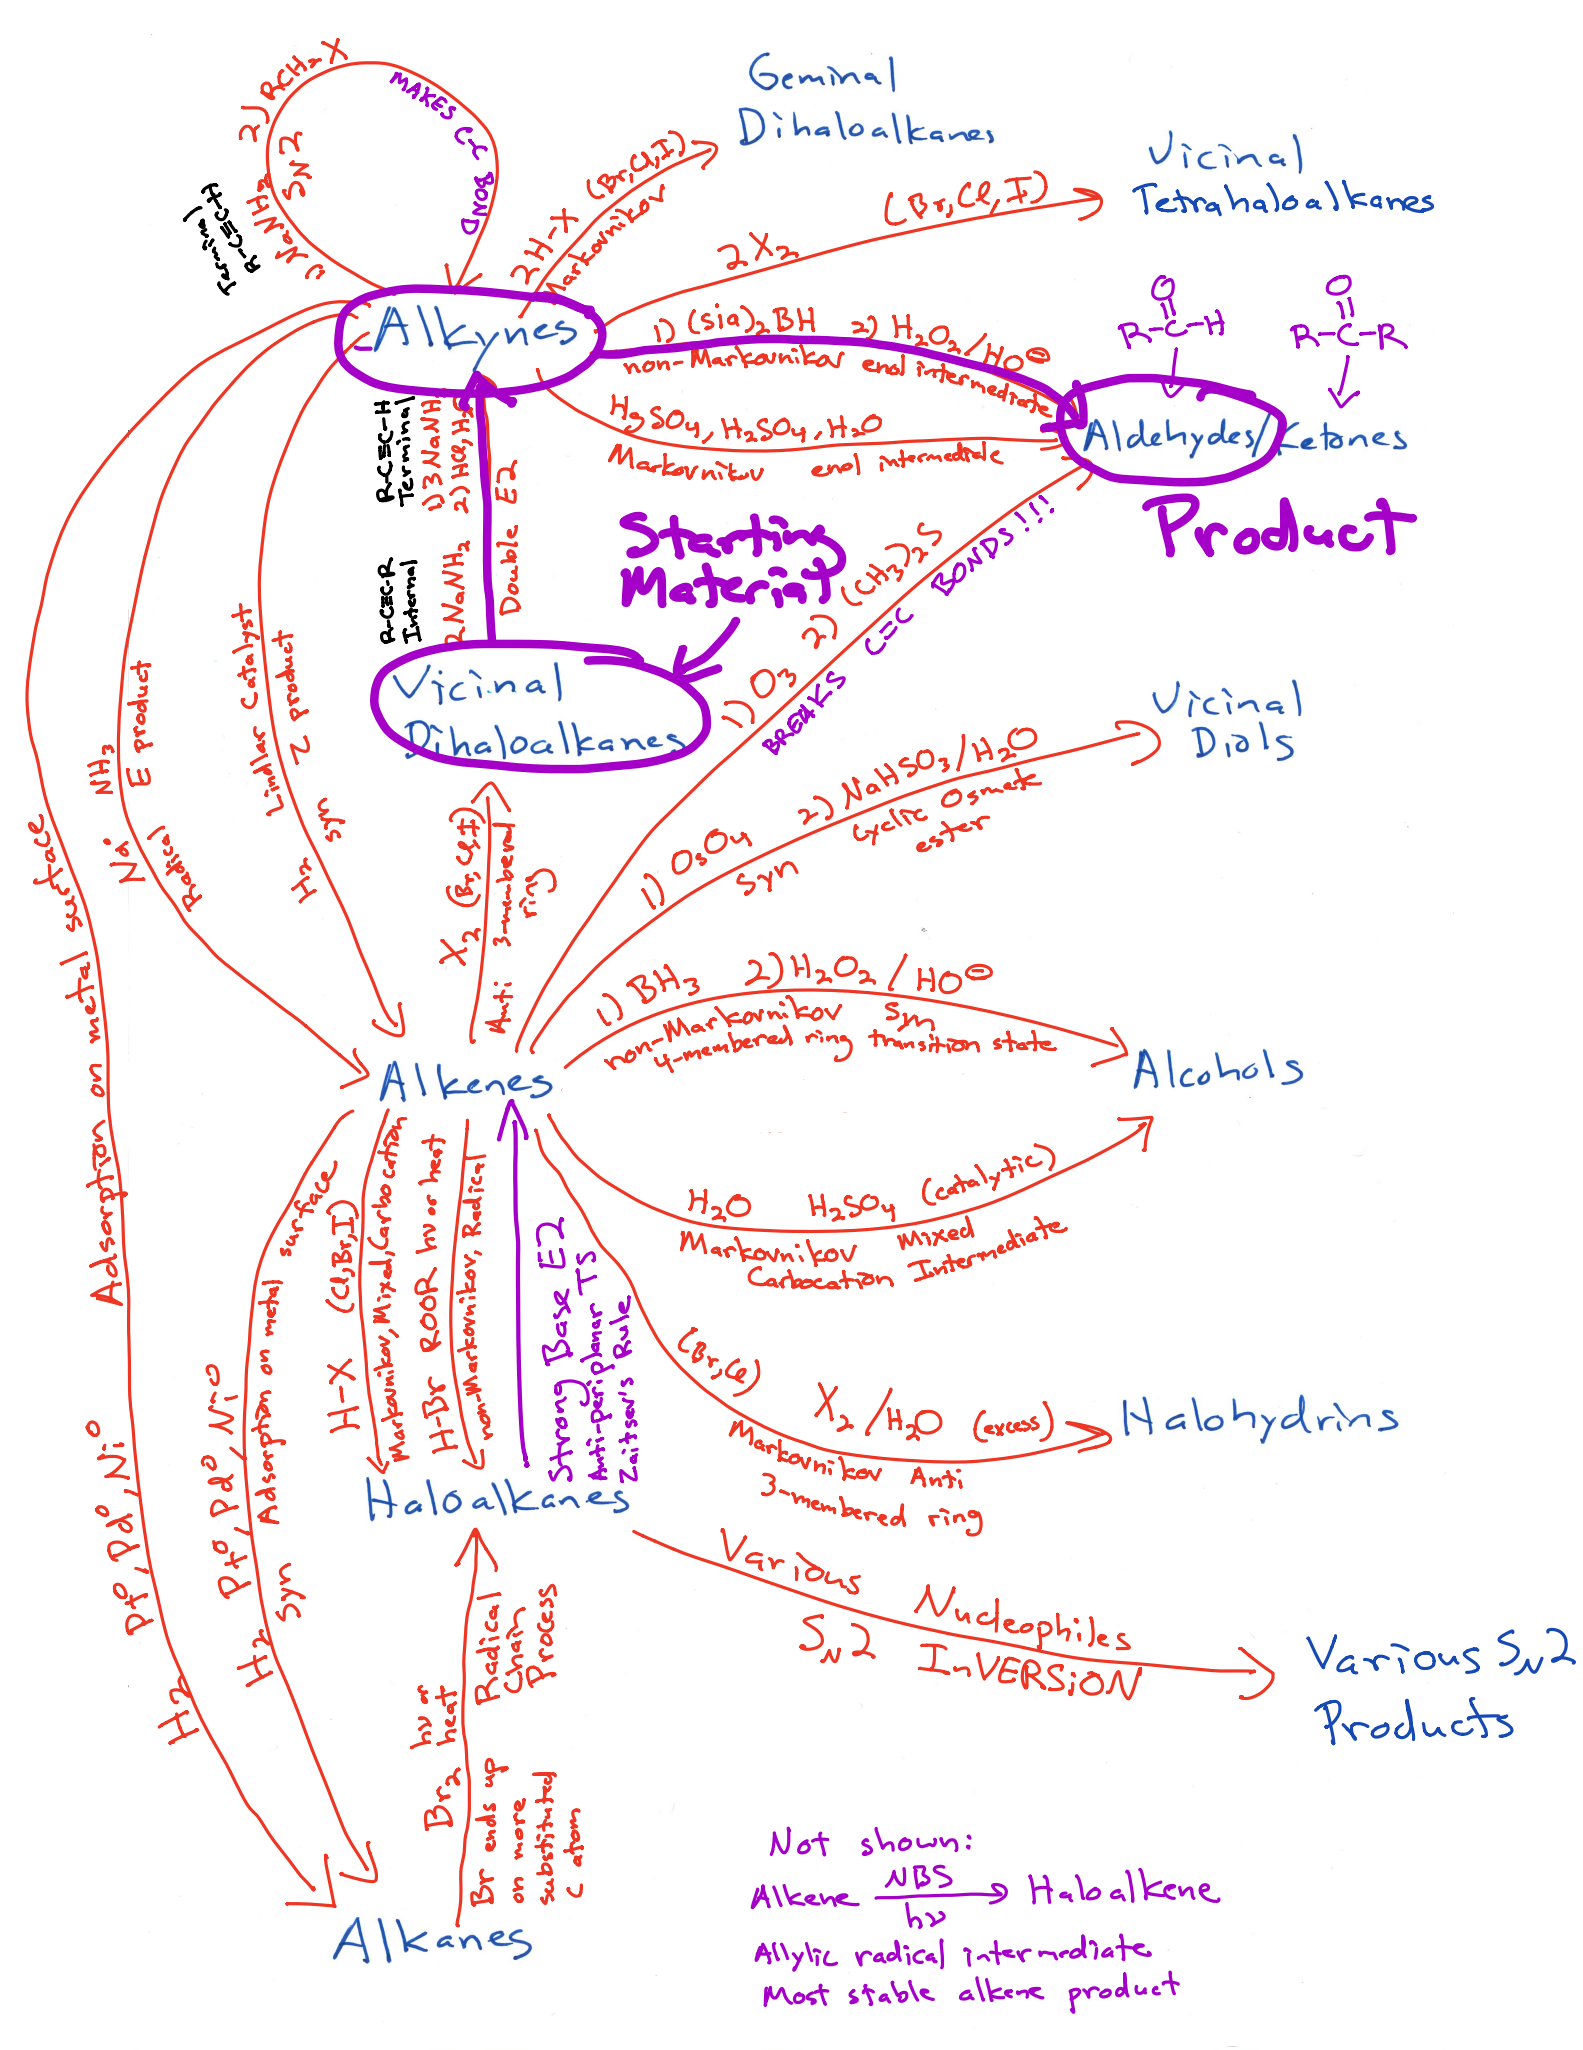 Geminal
Dihaloalkanes
Vicinal
Tetrahaloalkanes
1) NaNH2 2) RCH2X
SN2
MAKES C-C BOND
Terminal
R-C≡C-H
2H-X (Br,Cl,I)
Markovnikov
2X2 (Br,Cl,I)
Alkynes
1) (sia)2BH 2) H2O2/HO⊖
non-Markovnikov enol intermediate
HgSO4, H2SO4, H2O
Markovnikov enol intermediate
O
R-C-H
O
R-C-R
Aldehydes/Ketones
Product
Starting
Material
R-C≡C-H
Terminal
1) 3NaNH2
2) HCl, H2O
R-C≡C-R
Internal
2NaNH2
Double E2
Vicinal
Dihaloalkanes
1) O3 2) (CH3)2S
BREAKS C=C BONDS!!!
Vicinal
Diols
1) OsO4 2) NaHSO3/H2O
Syn cyclic Osmate
ester
X2 (Br,Cl,I)
Anti 3-membered
ring
Na° NH3
Radical E product
H2 Lindlar Catalyst
Syn Z product
H2 Pt°, Pd°, Ni°
Adsorption on metal surface
Alkenes
1) BH3 2) H2O2 / HO⊖
non-Markovnikov Syn
4-membered ring transition state
Alcohols
H2O H2SO4 (catalytic)
Markovnikov Mixed
Carbocation Intermediate
H2 Pt°, Pd°, Ni°
Syn Adsorption on metal surface
H-X (Cl,Br,I)
Markovnikov, Mixed, Carbocation
H-Br ROOR hν or heat
non-Markovnikov, Radical
Strong Base E2
Anti-periplanar TS
Zaitsev's Rule
(Br,Cl) X2/H2O (excess)
Markovnikov Anti
3-membered ring
Halohydrins
Haloalkanes
Various Nucleophiles
SN2 InVERSiON
Various SN2
Products
Br2 hν or
heat
Radical
Chain
Process
Br ends up
on more
substituted
C atom
Alkanes
Not shown:
Alkene NBS Haloalkene
hν
Allylic radical intermediate
Most stable alkene product